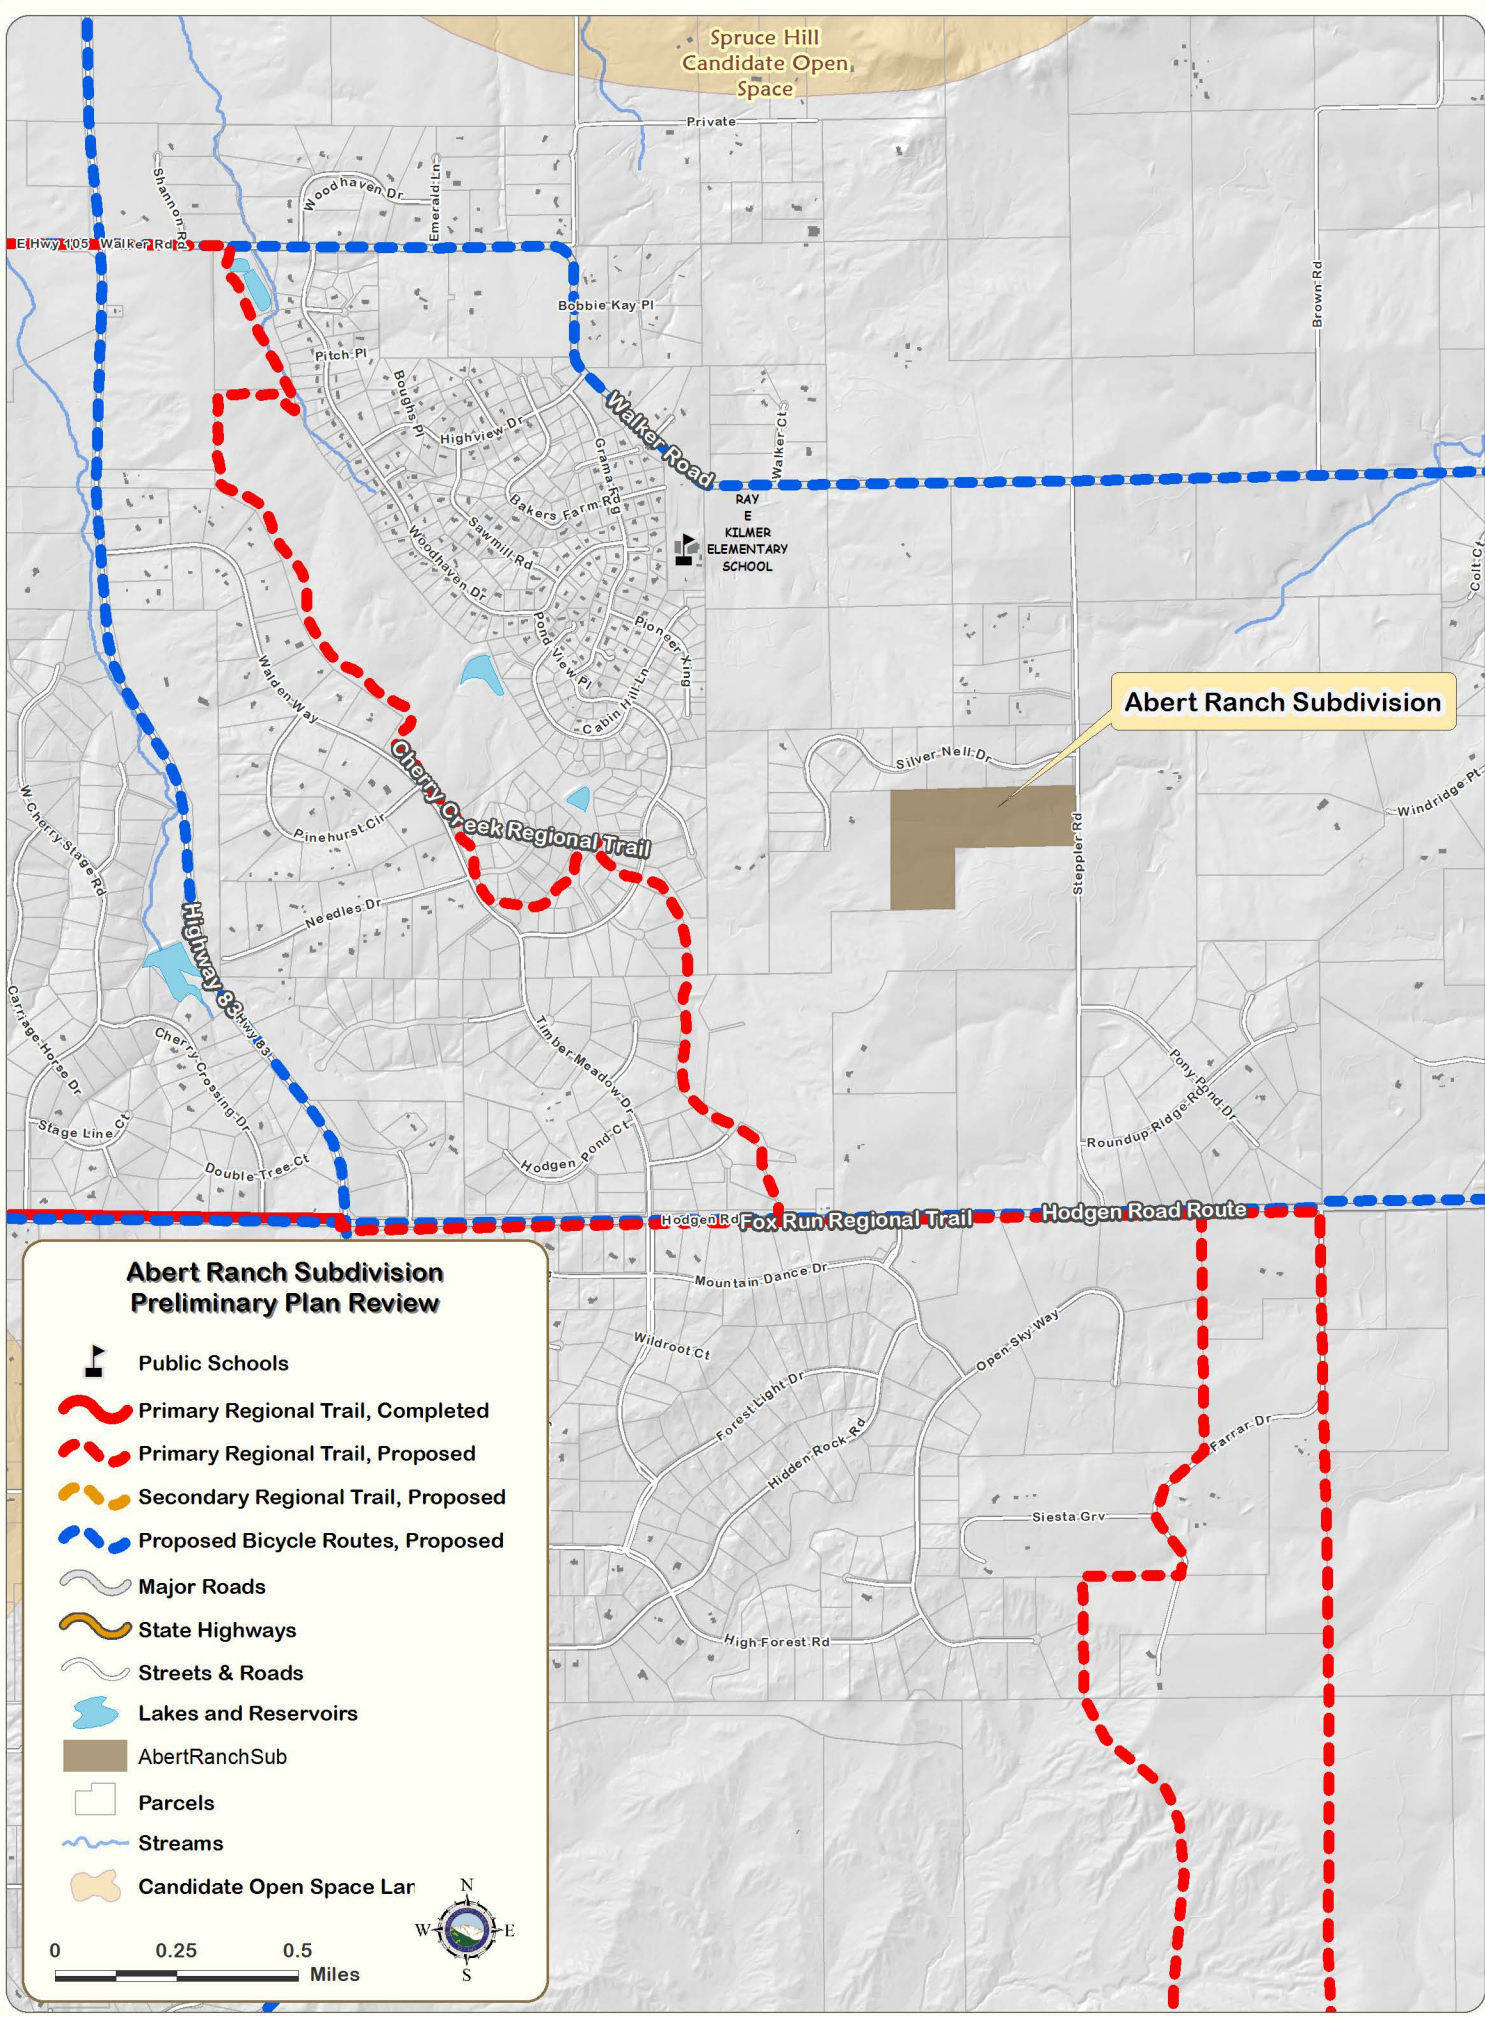 Spruce Hill
Candidate Open
Space
Private
Shannon Rd
Woodhaven Dr
Emerald Ln
E Hwy 105
Walker Rd
Brown Rd
Bobbie Kay Pl
Pitch Pl
Boughs Pl
Highview Dr
Grama Rd
Walker Road
Walker Ct
RAY
E
KILMER
ELEMENTARY
SCHOOL
Bakers Farm Rd
Sawmill Rd
Woodhaven Dr
Colt Ct
Pond View Pl
Pioneer
Cabin Hill Ln
Walden Way
Abert Ranch Subdivision
Silver Nell Dr
Steppler Rd
Windridge Pt
Cherry Creek Regional Trail
Pinehurst Cir
W Cherry Stage Rd
Needles Dr
Highway 83
Hwy 83
Carriage Horse Dr
Cherry Crossing Dr
Timber Meadow Dr
Stage Line Ct
Double Tree Ct
Hodgen Pond Ct
Pony Pond Dr
Roundup Ridge Rd
Hodgen Rd
Fox Run Regional Trail
Hodgen Road Route
Mountain Dance Dr
Wildroot Ct
Open Sky Way
Forest Light Dr
Hidden Rock Rd
Farrar Dr
Siesta Grv
High Forest Rd
Abert Ranch Subdivision
Preliminary Plan Review
Public Schools
Primary Regional Trail, Completed
Primary Regional Trail, Proposed
Secondary Regional Trail, Proposed
Proposed Bicycle Routes, Proposed
Major Roads
State Highways
Streets & Roads
Lakes and Reservoirs
AbertRanchSub
Parcels
Streams
Candidate Open Space Lan
N
W E
S
0 0.25 0.5
Miles